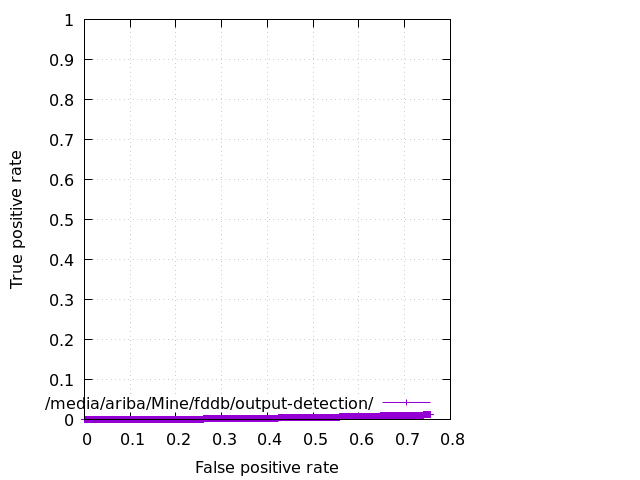 1
0.9
0.8
0.7
0.6
0.5
0.4
0.3
0.2
0.1
0
True positive rate
/media/ariba/Mine/fddb/output-detection/
0 0.1 0.2 0.3 0.4 0.5 0.6 0.7 0.8
False positive rate